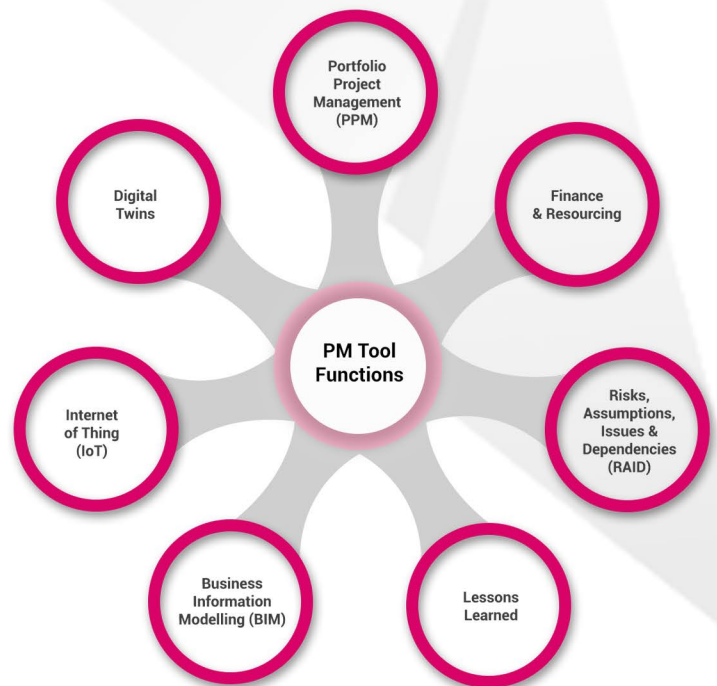 Portfolio
Project
Management
(PPM)
Digital
Twins
Finance
& Resourcing
PM Tool
Functions
Internet
of Thing
(IoT)
Risks,
Assumptions,
Issues &
Dependencies
(RAID)
Business
Information
Modelling (BIM)
Lessons
Learned